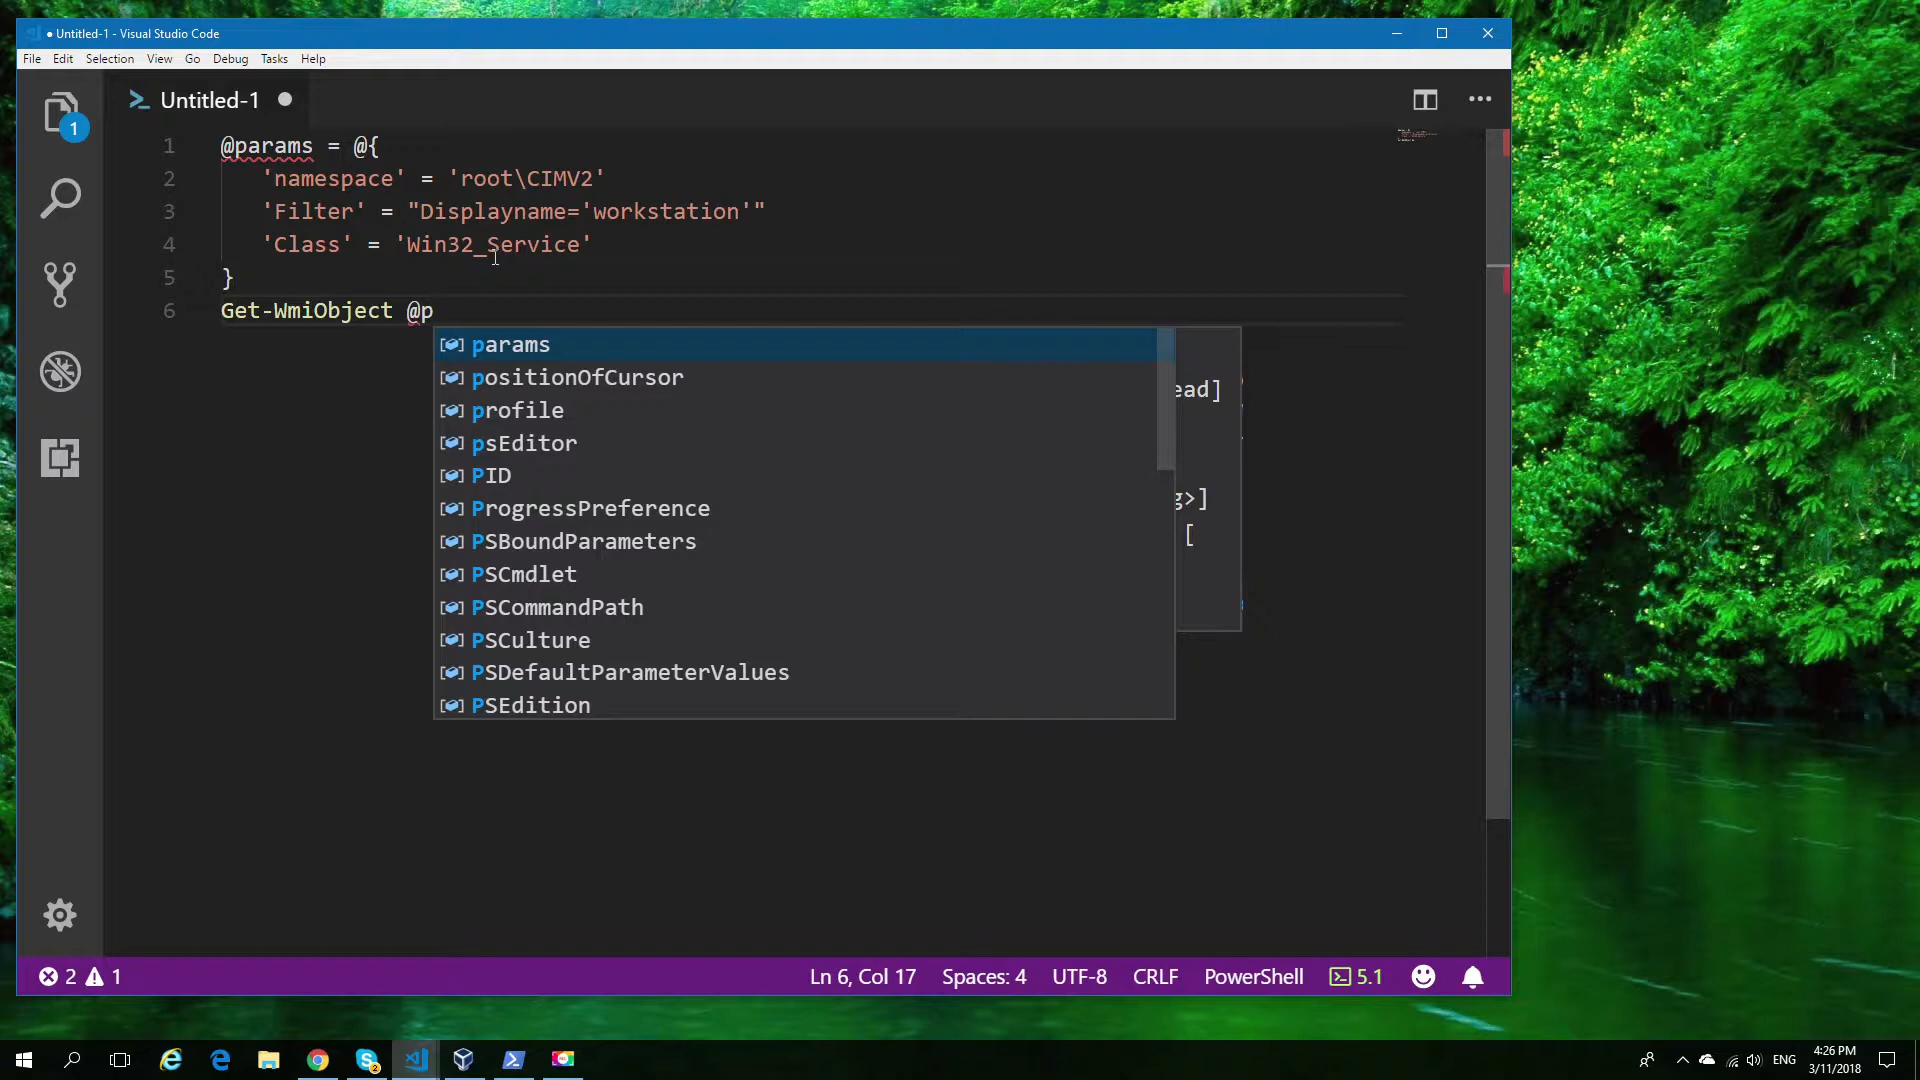 ● Untitled-1 - Visual Studio Code
File Edit Selection View Go Debug Tasks Help
1
Untitled-1
1 @params = @{
2 'namespace' = 'root\CIMV2'
3 'Filter' = "Displayname='workstation'"
4 'Class' = 'Win32_Service'
5 }
6 Get-WmiObject @p
params
positionOfCursor
profile
psEditor
PID
ProgressPreference
PSBoundParameters
PSCmdlet
PSCommandPath
PSCulture
PSDefaultParameterValues
PSEdition
ead]
g>]
[
2 1
Ln 6, Col 17 Spaces: 4 UTF-8 CRLF PowerShell 5.1
2
ENG
4:26 PM
3/11/2018